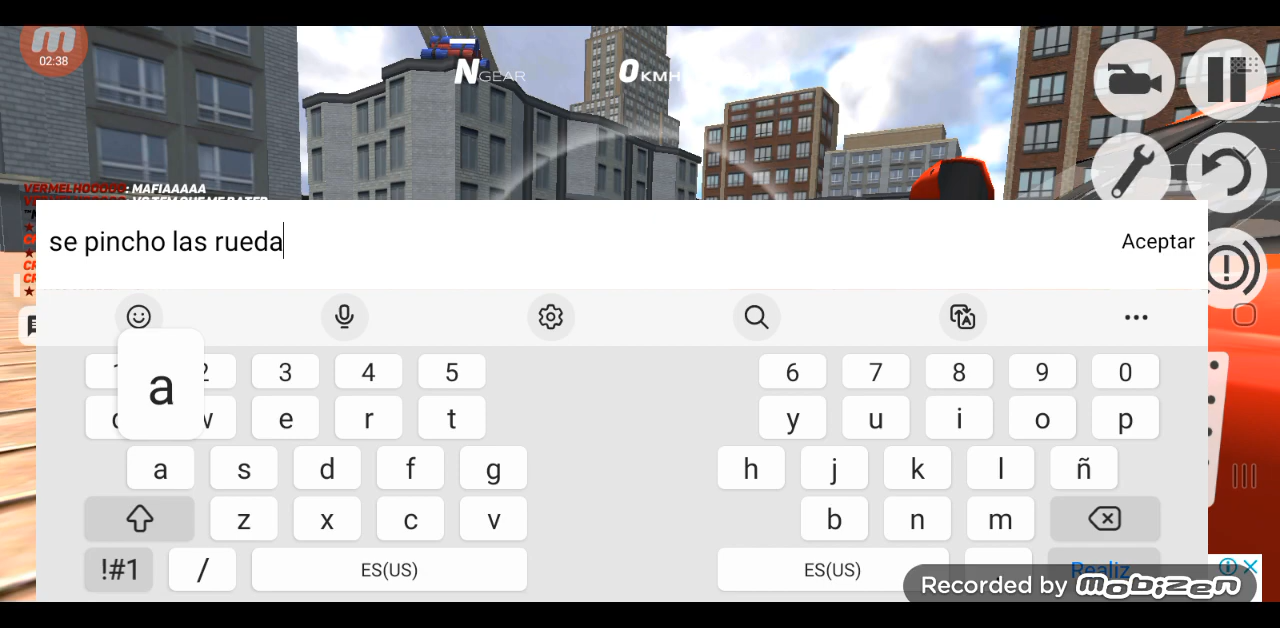 02:38
N GEAR
0 KMH
VERMELHOOOOO: MAFIAAAAA
se pincho las rueda
Aceptar
3 4 5 6 7 8 9 0
a
e r t y u i o p
a s d f g h j k l ñ
z x c v b n m
!#1 / ES(US) ES(US) Realiz
Recorded by mobizen